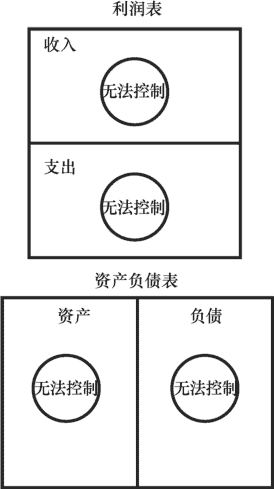 利润表
收入
无法控制
支出
无法控制
资产负债表
资产 负债
无法控制 无法控制